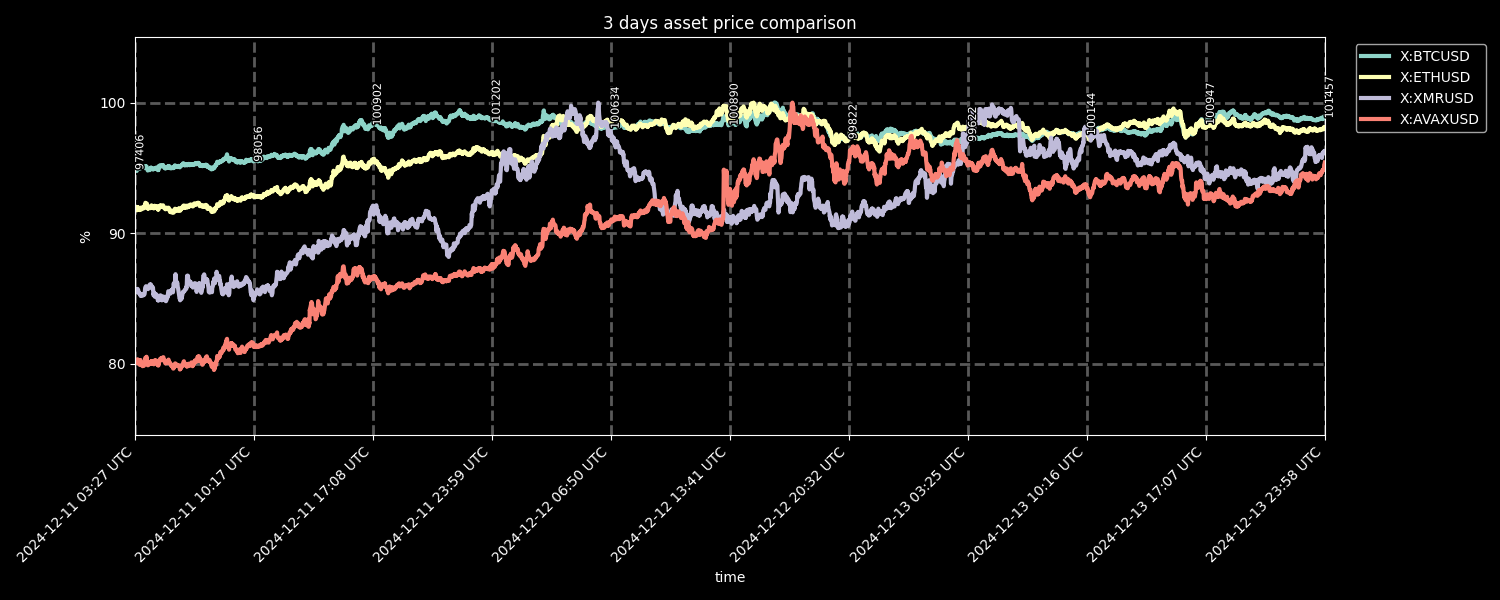 3 days asset price comparison
X:BTCUSD
X:ETHUSD
X:XMRUSD
X:AVAXUSD
100
90
80
%
97406
98056
100902
101202
100634
100890
99822
99622
100144
100947
101457
2024-12-11 03:27 UTC
2024-12-11 10:17 UTC
2024-12-11 17:08 UTC
2024-12-11 23:59 UTC
2024-12-12 06:50 UTC
2024-12-12 13:41 UTC
2024-12-12 20:32 UTC
2024-12-13 03:25 UTC
2024-12-13 10:16 UTC
2024-12-13 17:07 UTC
2024-12-13 23:58 UTC
time